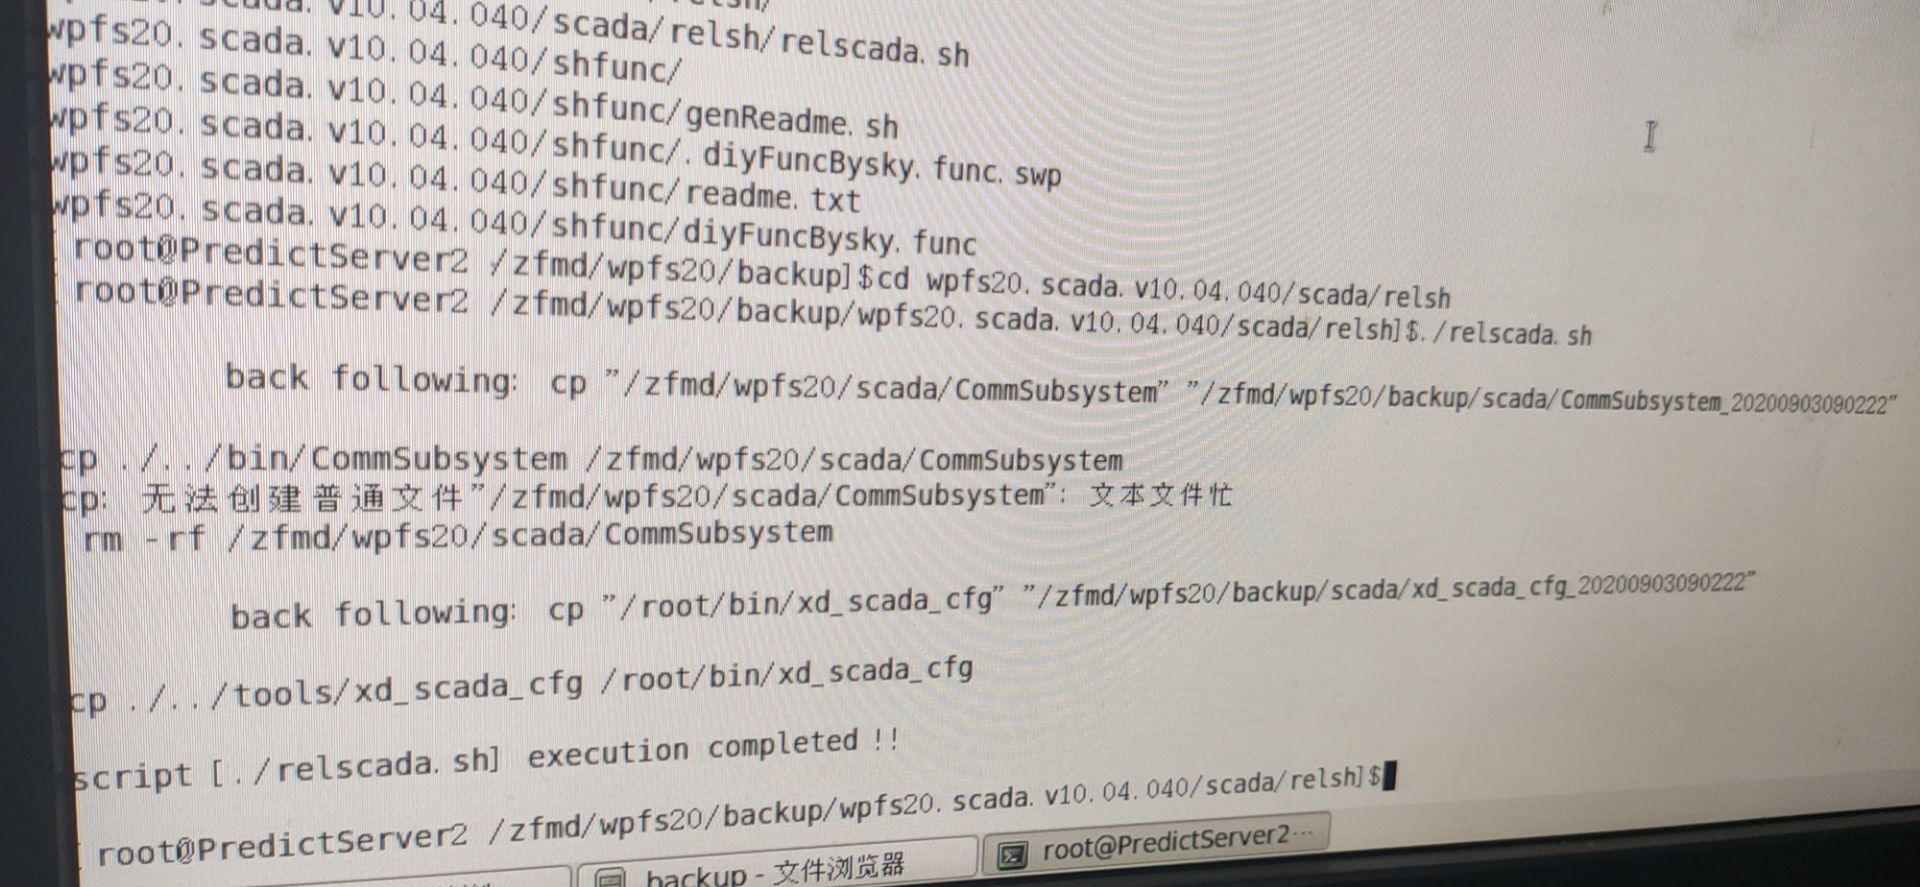 scada. v10. 04. 040/scada/relsh/relscada. sh
wpfs20. scada. v10. 04. 040/shfunc/
wpfs20. scada. v10. 04. 040/shfunc/genReadme. sh
wpfs20. scada. v10. 04. 040/shfunc/. diyFuncBysky. func. swp
wpfs20. scada. v10. 04. 040/shfunc/readme. txt
wpfs20. scada. v10. 04. 040/shfunc/diyFuncBysky. func
root@PredictServer2 /zfmd/wpfs20/backup]$cd wpfs20. scada. v10. 04. 040/scada/relsh
root@PredictServer2 /zfmd/wpfs20/backup/wpfs20. scada. v10. 04. 040/scada/relsh]$./relscada. sh
back following: cp "/zfmd/wpfs20/scada/CommSubsystem" "/zfmd/wpfs20/backup/scada/CommSubsystem_20200903090222"
cp ./../bin/CommSubsystem /zfmd/wpfs20/scada/CommSubsystem
cp: 无法创建普通文件"/zfmd/wpfs20/scada/CommSubsystem": 文本文件忙
rm -rf /zfmd/wpfs20/scada/CommSubsystem
back following: cp "/root/bin/xd_scada_cfg" "/zfmd/wpfs20/backup/scada/xd_scada_cfg_20200903090222"
cp ./../tools/xd_scada_cfg /root/bin/xd_scada_cfg
script [./relscada. sh] execution completed !!
root@PredictServer2 /zfmd/wpfs20/backup/wpfs20. scada. v10. 04. 040/scada/relsh]$
backup - 文件浏览器
root@PredictServer2...